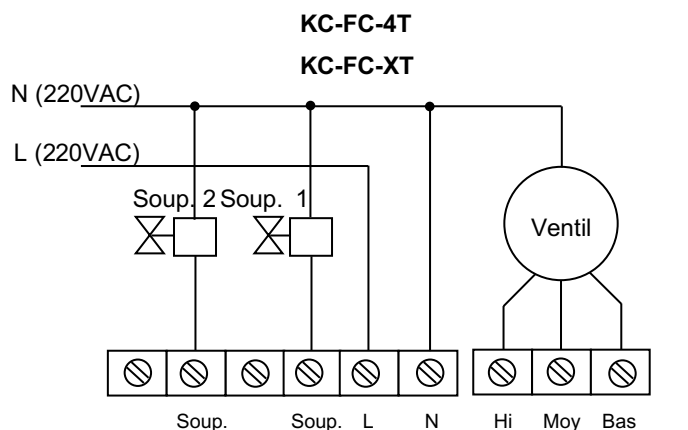 KC-FC-4T
KC-FC-XT
N (220VAC)
L (220VAC)
Soup. 2 Soup. 1
Ventil
Soup. Soup. L N Hi Moy Bas